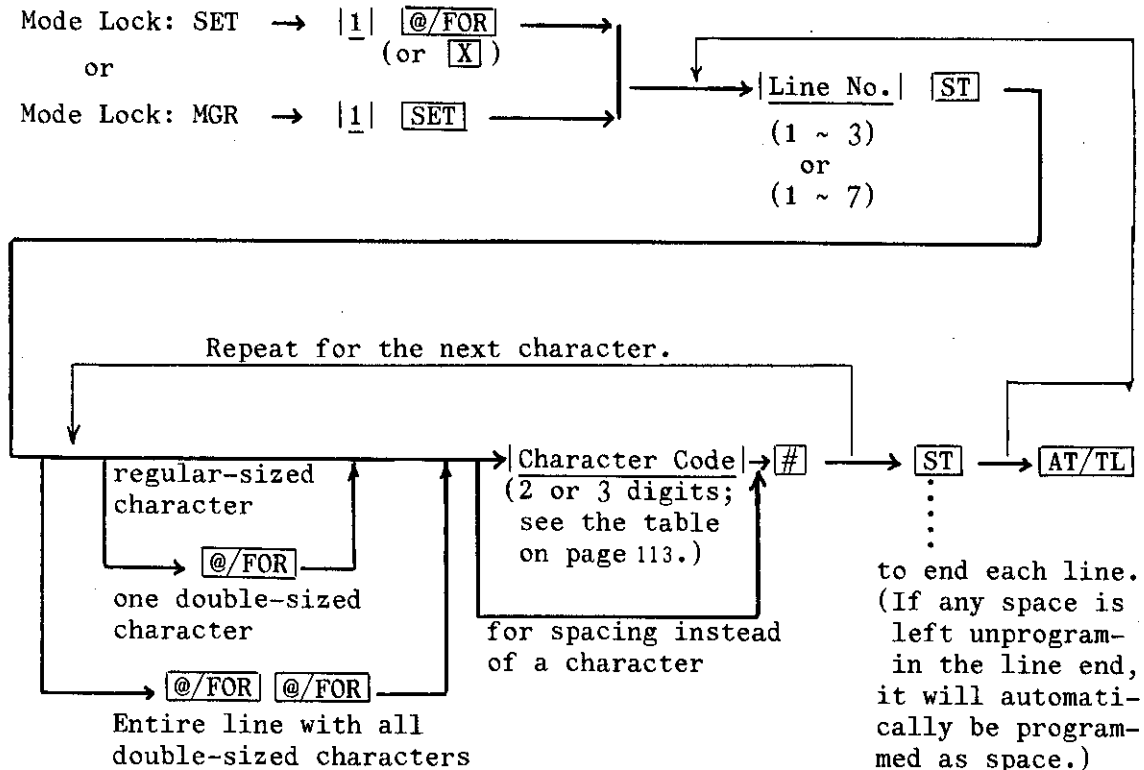 Mode Lock: SET → |1| @/FOR
(or X)
or
Mode Lock: MGR → |1| SET
Line No. ST
(1 ~ 3)
or
(1 ~ 7)
Repeat for the next character.
regular-sized
character
@/FOR
one double-sized
character
@/FOR @/FOR
Entire line with all
double-sized characters
|Character Code| → #
(2 or 3 digits;
see the table
on page 113.)
for spacing instead
of a character
ST → AT/TL
to end each line.
(If any space is
left unprogram-
in the line end,
it will automati-
cally be program-
med as space.)